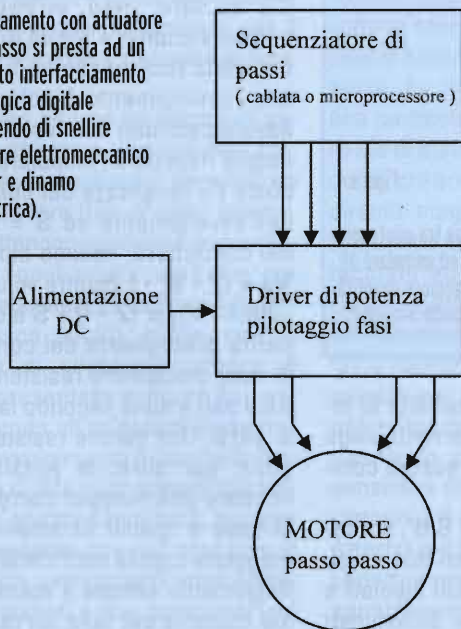 amento con attuatore
asso si presta ad un
to interfacciamento
gica digitale
endo di snellire
re elettromeccanico
r e dinamo
trica).
Sequenziatore di
passi
( cablata o microprocessore )
Alimentazione
DC
Driver di potenza
pilotaggio fasi
MOTORE
passo passo